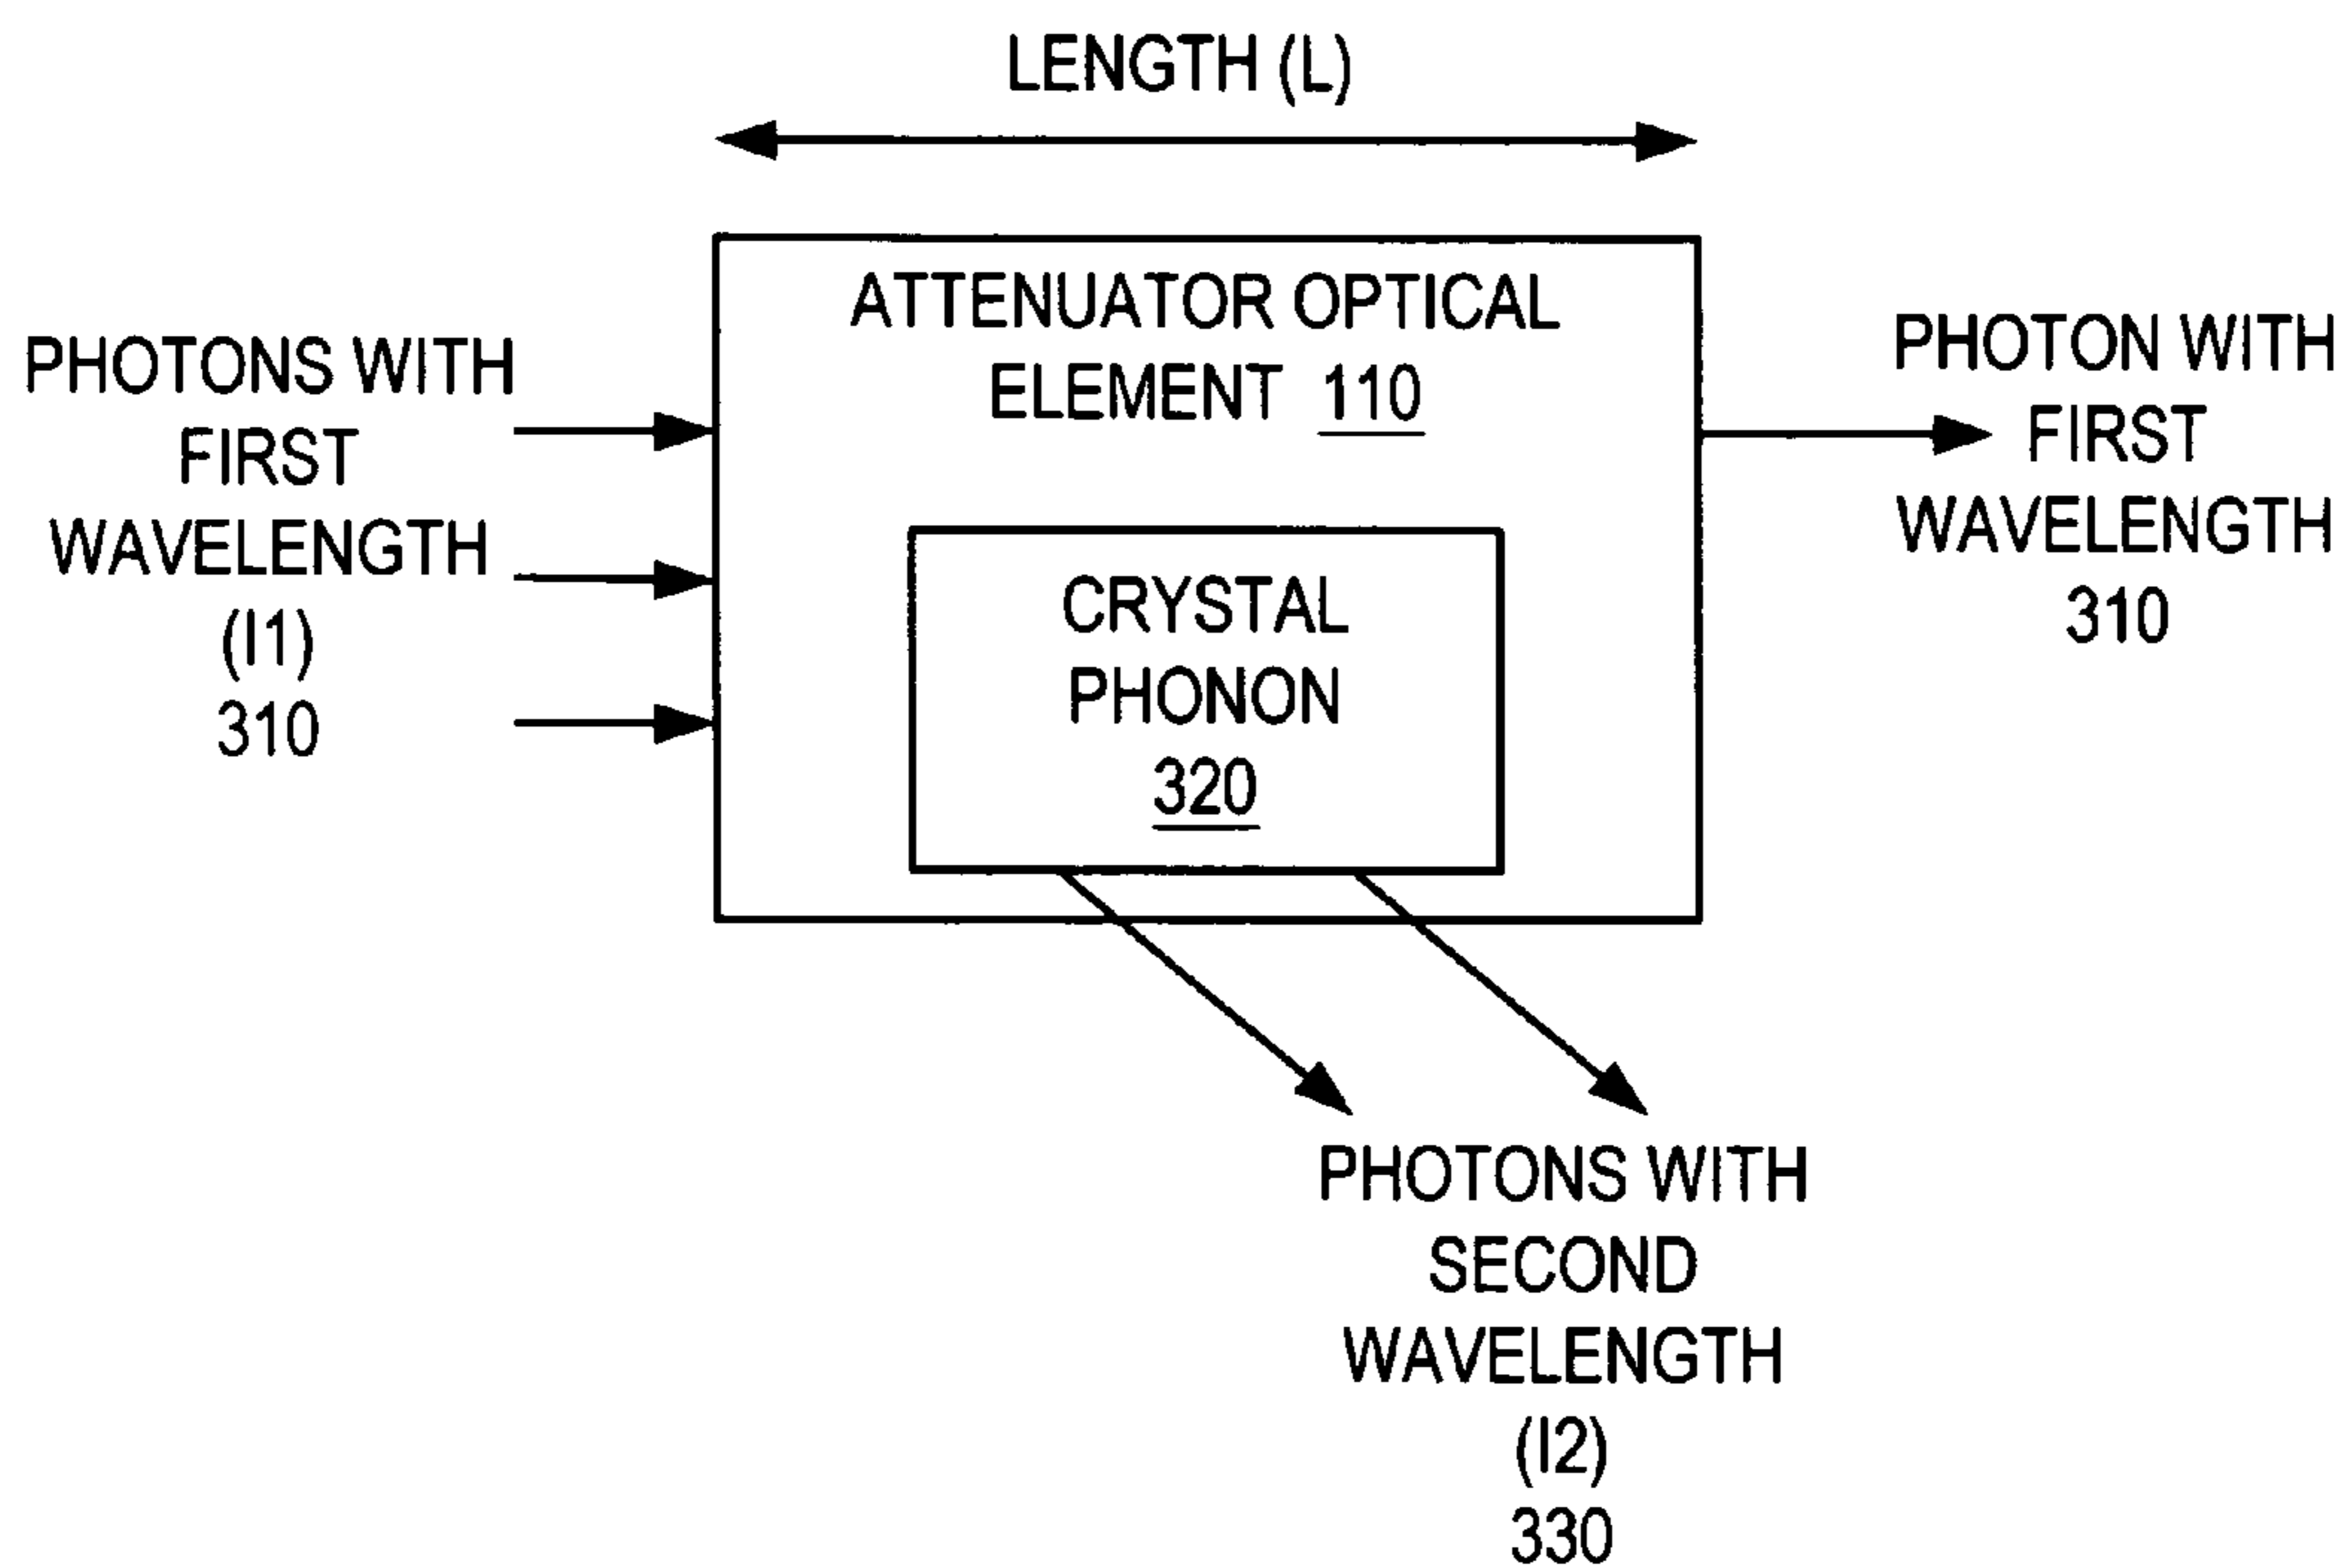 LENGTH (L)
ATTENUATOR OPTICAL
ELEMENT 110
PHOTONS WITH
FIRST
WAVELENGTH
(I1)
310
CRYSTAL
PHONON
320
PHOTON WITH
FIRST
WAVELENGTH
310
PHOTONS WITH
SECOND
WAVELENGTH
(I2)
330